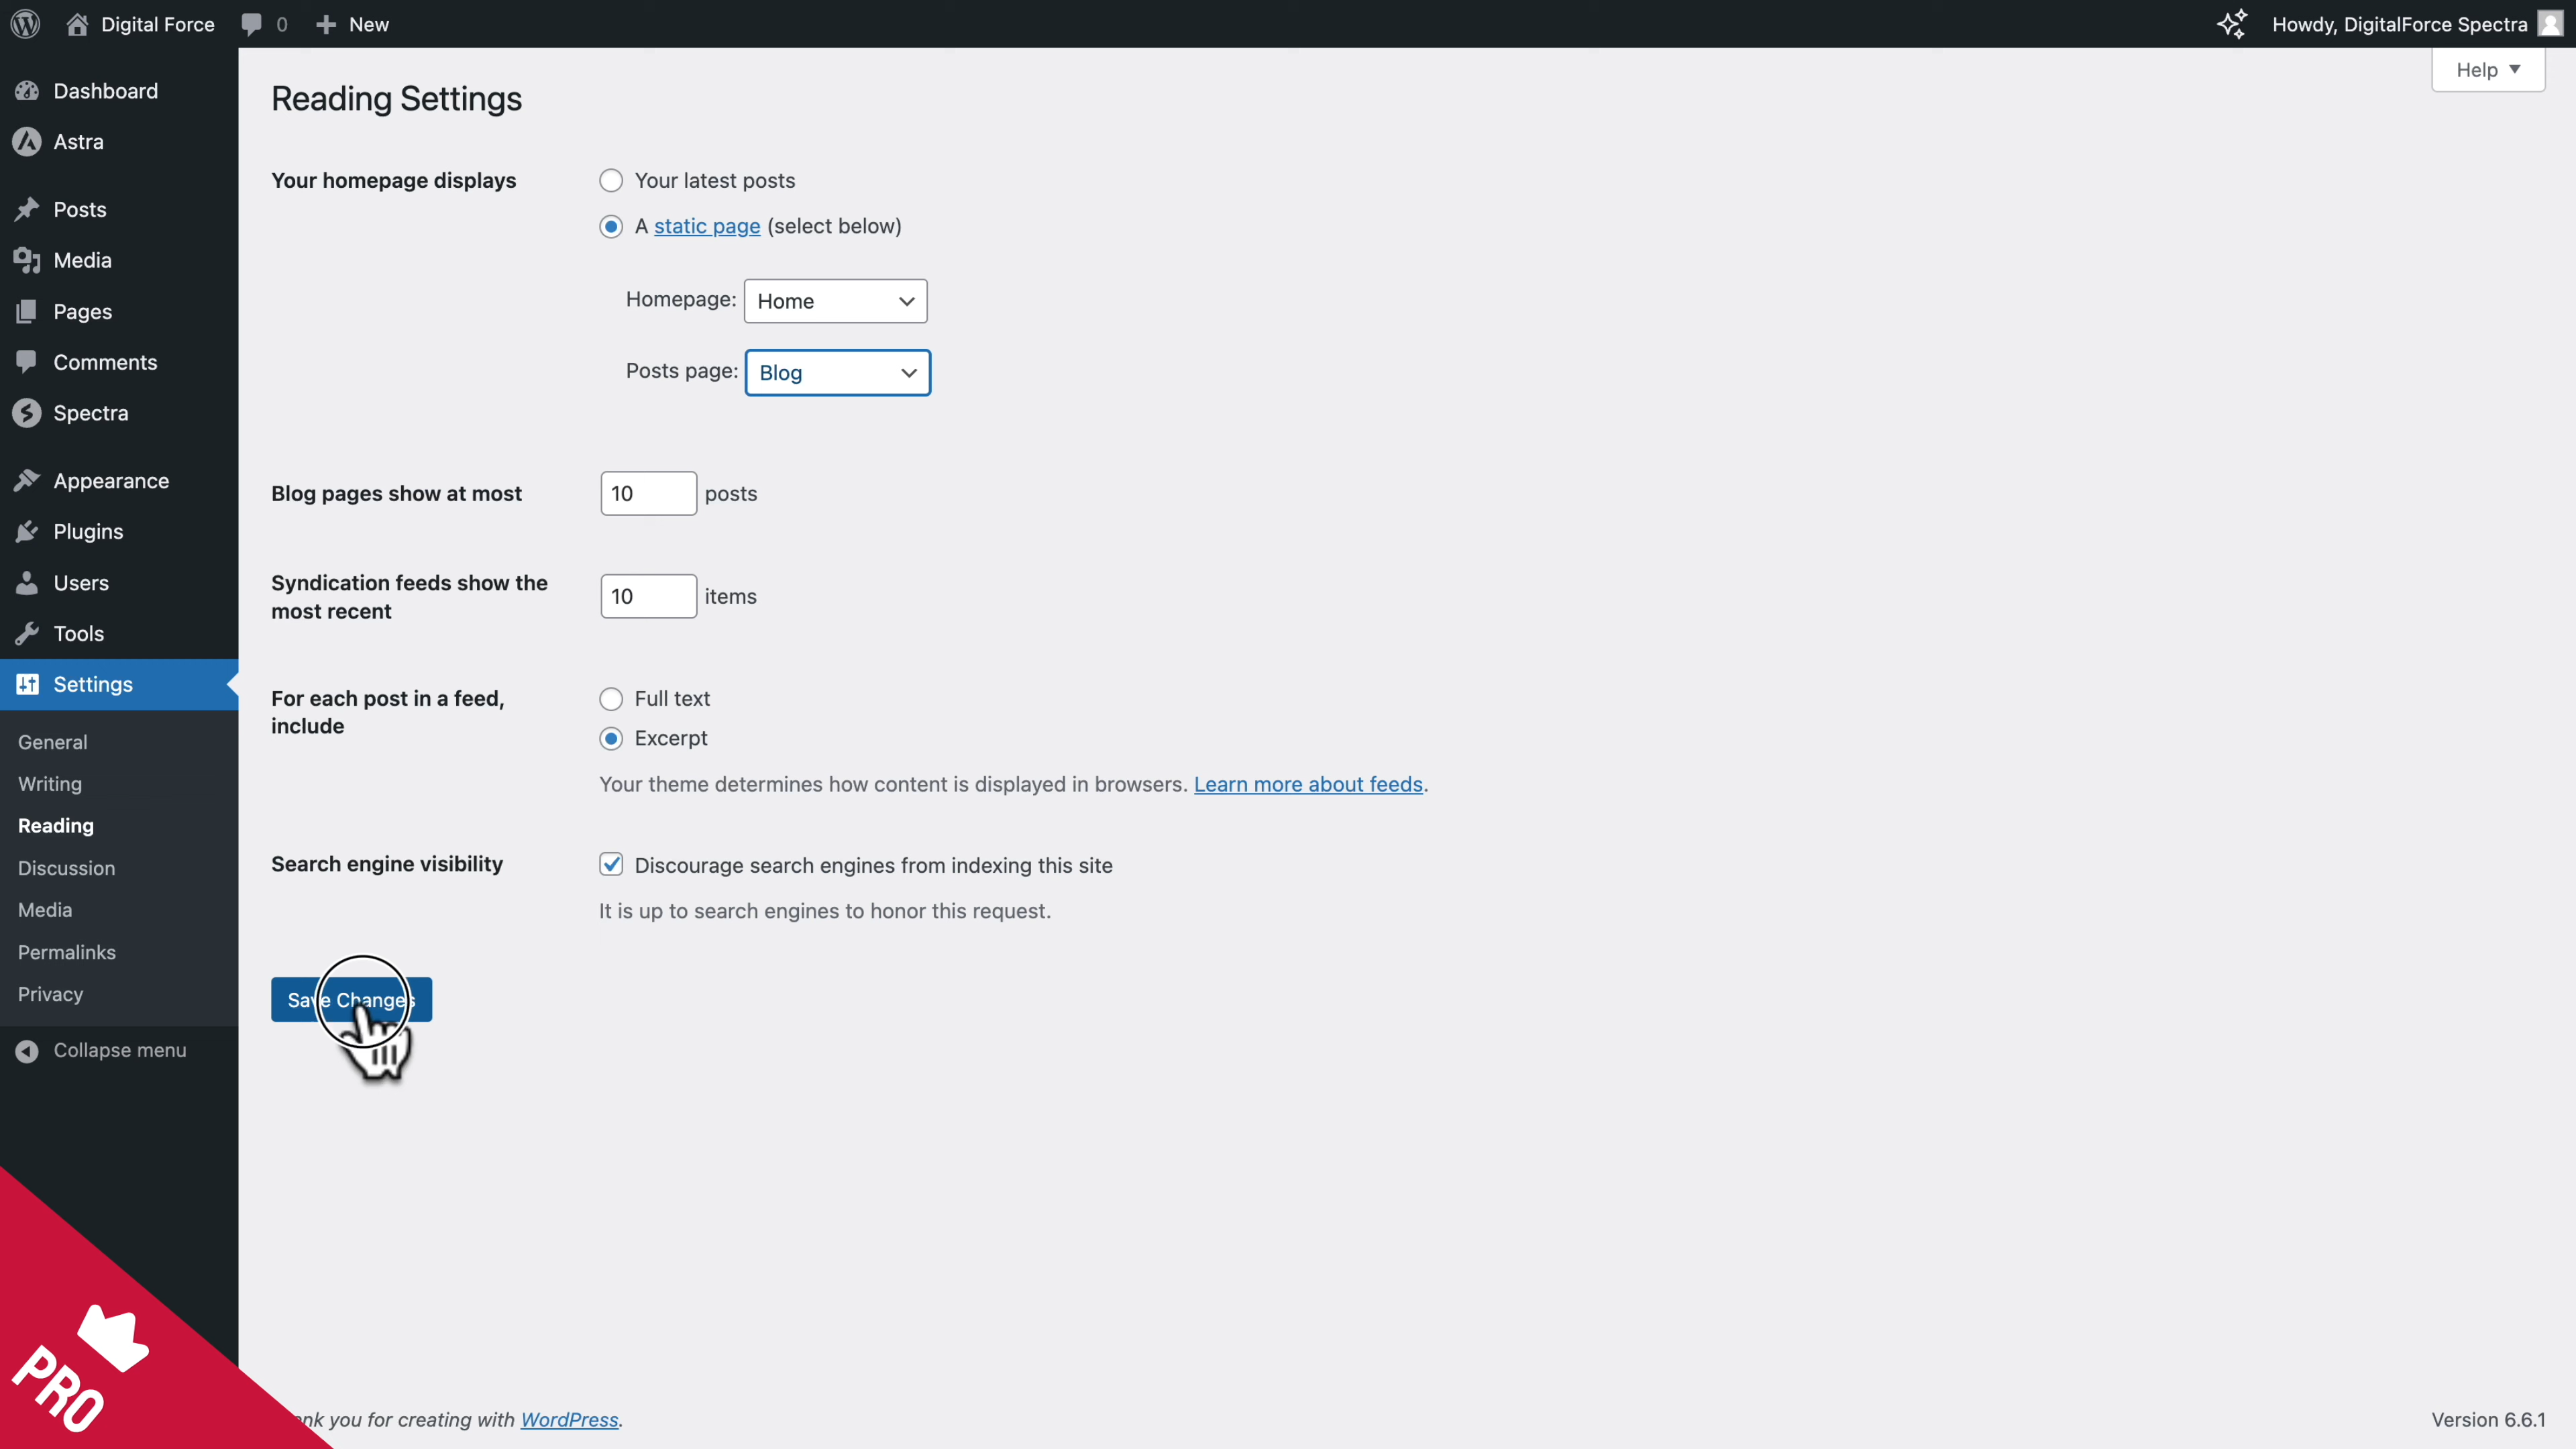 Digital Force
0
New
Howdy, DigitalForce Spectra
Help
Dashboard
Astra
Posts
Media
Pages
Comments
Spectra
Appearance
Plugins
Users
Tools
Settings
General
Writing
Reading
Discussion
Media
Permalinks
Privacy
Collapse menu
Reading Settings
Your homepage displays
Your latest posts
A static page (select below)
Homepage: Home
Posts page: Blog
Blog pages show at most
10 posts
Syndication feeds show the
most recent
10 items
For each post in a feed,
include
Full text
Excerpt
Your theme determines how content is displayed in browsers. Learn more about feeds.
Search engine visibility
Discourage search engines from indexing this site
It is up to search engines to honor this request.
Save Changes
PRO
you for creating with WordPress.
Version 6.6.1